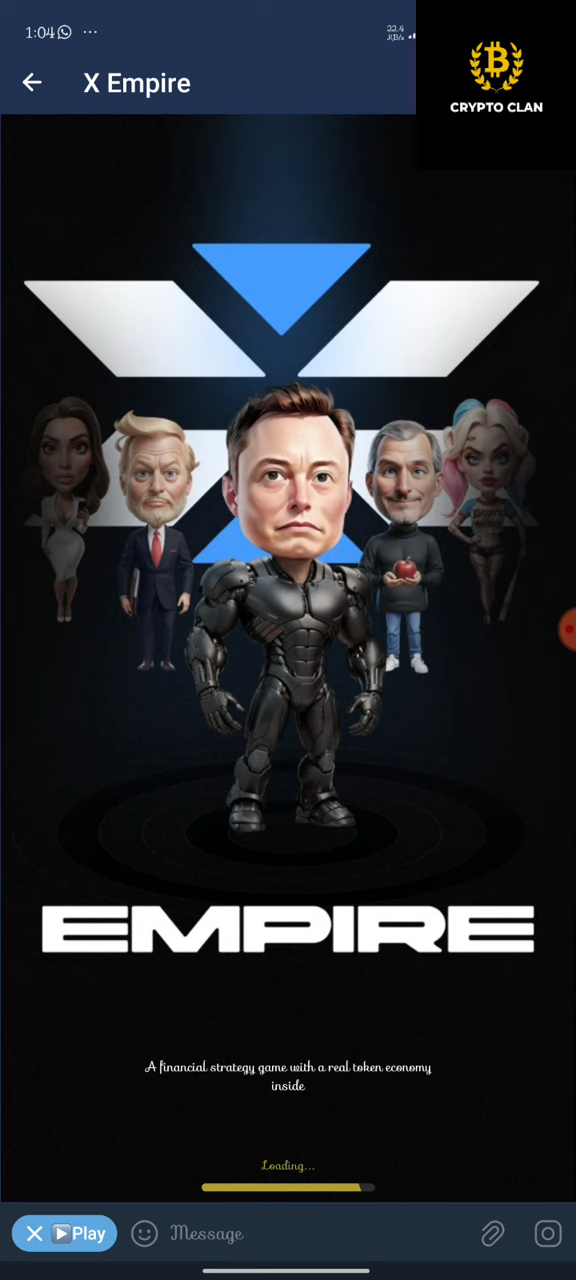 1:04 ...
22.4
KB/s
X Empire
CRYPTO CLAN
EMPIRE
A financial strategy game with a real token economy
inside
Loading...
Play
Message